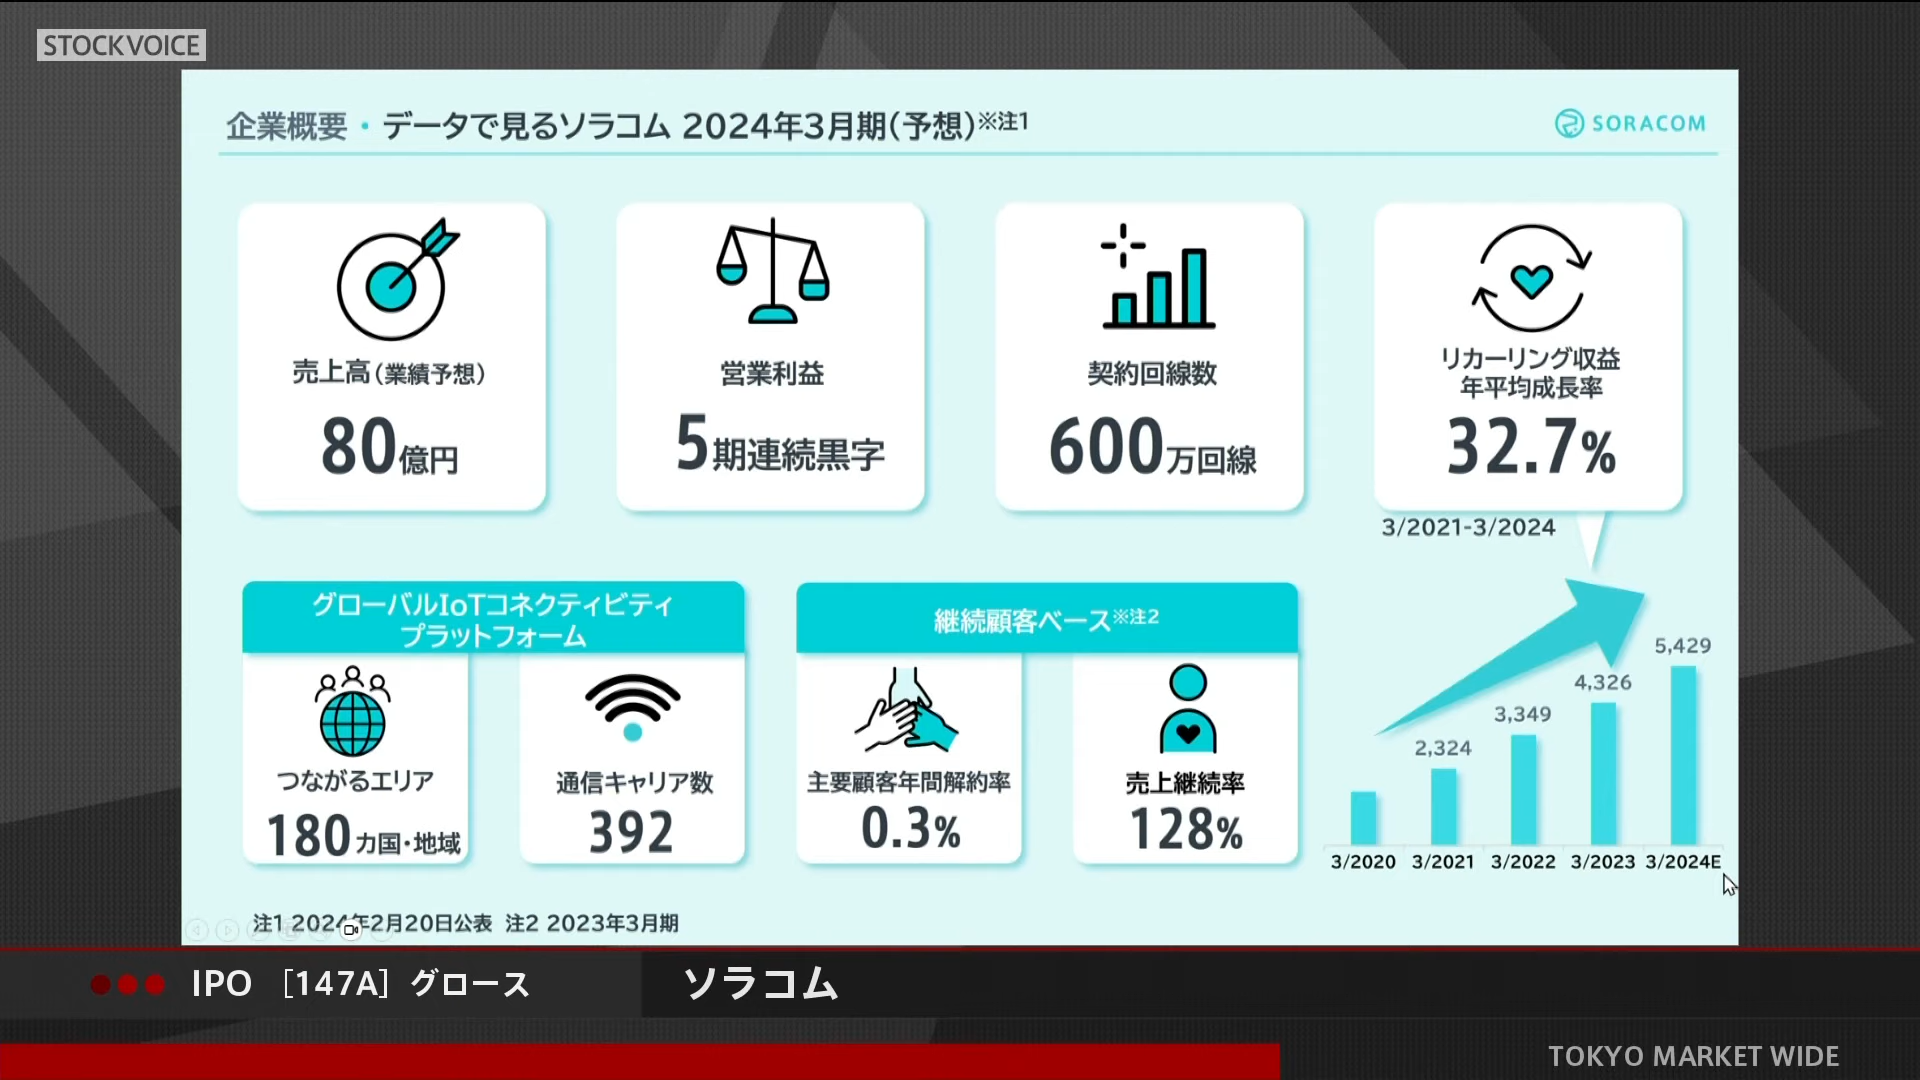 STOCKVOICE
企業概要・データで見るソラコム 2024年3月期(予想)※注1
SORACOM
売上高(業績予想)
80億円
営業利益
5期連続黒字
契約回線数
600万回線
リカーリング収益
年平均成長率
32.7%
3/2021-3/2024
グローバルIoTコネクティビティ
プラットフォーム
つながるエリア
180カ国・地域
通信キャリア数
392
継続顧客ベース※注2
主要顧客年間解約率
0.3%
売上継続率
128%
2,324
3,349
4,326
5,429
3/2020 3/2021 3/2022 3/2023 3/2024E
注1 2024年2月20日公表 注2 2023年3月期
IPO [147A] グロース
ソラコム
TOKYO MARKET WIDE